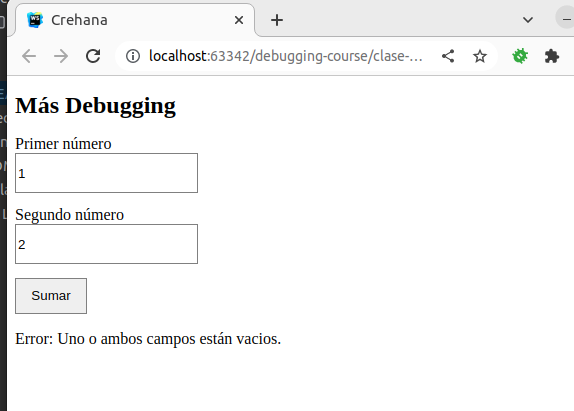 Crehana
localhost:63342/debugging-course/clase-...
Más Debugging
Primer número
1
Segundo número
2
Sumar
Error: Uno o ambos campos están vacios.